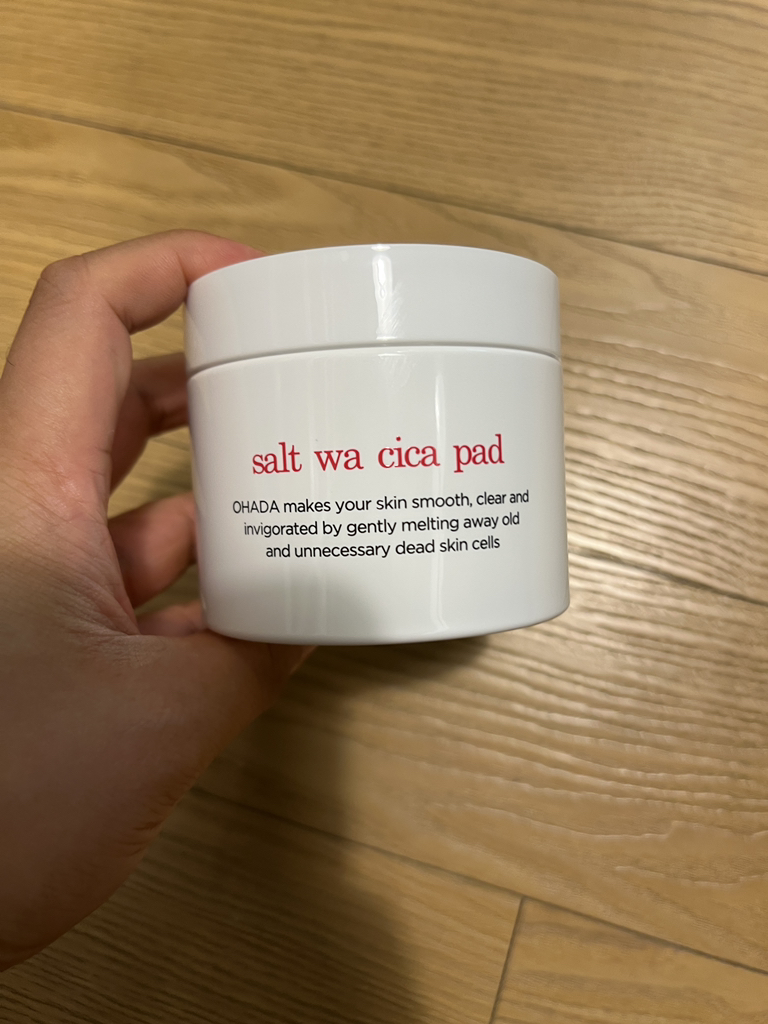 salt wa cica pad
OHADA makes your skin smooth, clear and
invigorated by gently melting away old
and unnecessary dead skin cells